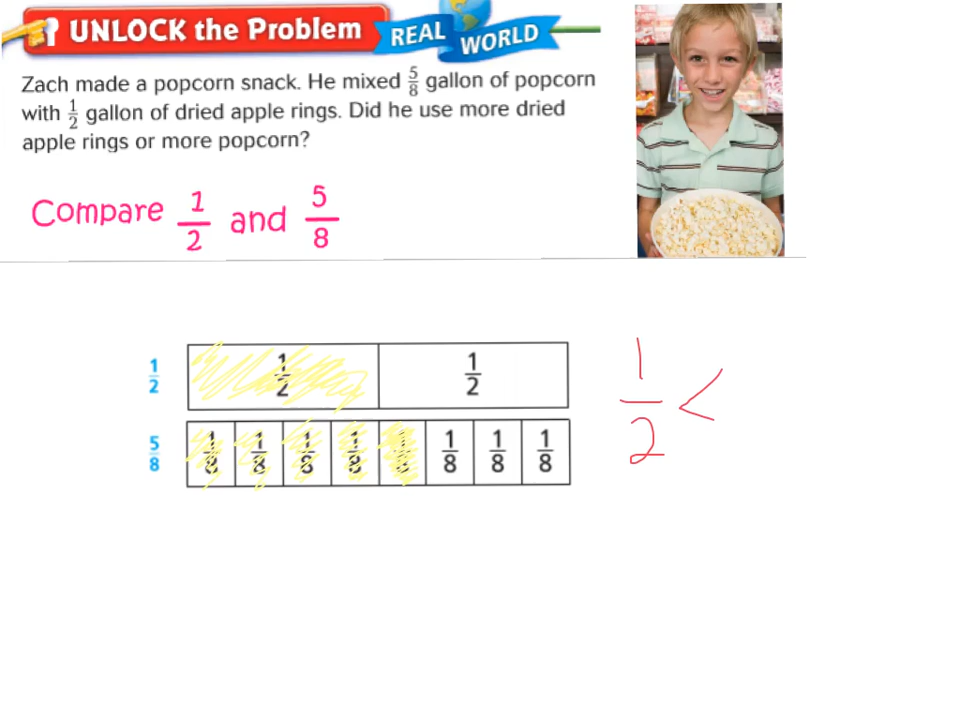 UNLOCK the Problem REAL WORLD
Zach made a popcorn snack. He mixed 5/8 gallon of popcorn
with 1/2 gallon of dried apple rings. Did he use more dried
apple rings or more popcorn?
Compare 1/2 and 5/8
1/2 1/2 1/2
5/8 1/8 1/8 1/8 1/8 1/8 1/8 1/8 1/8
1/2 <